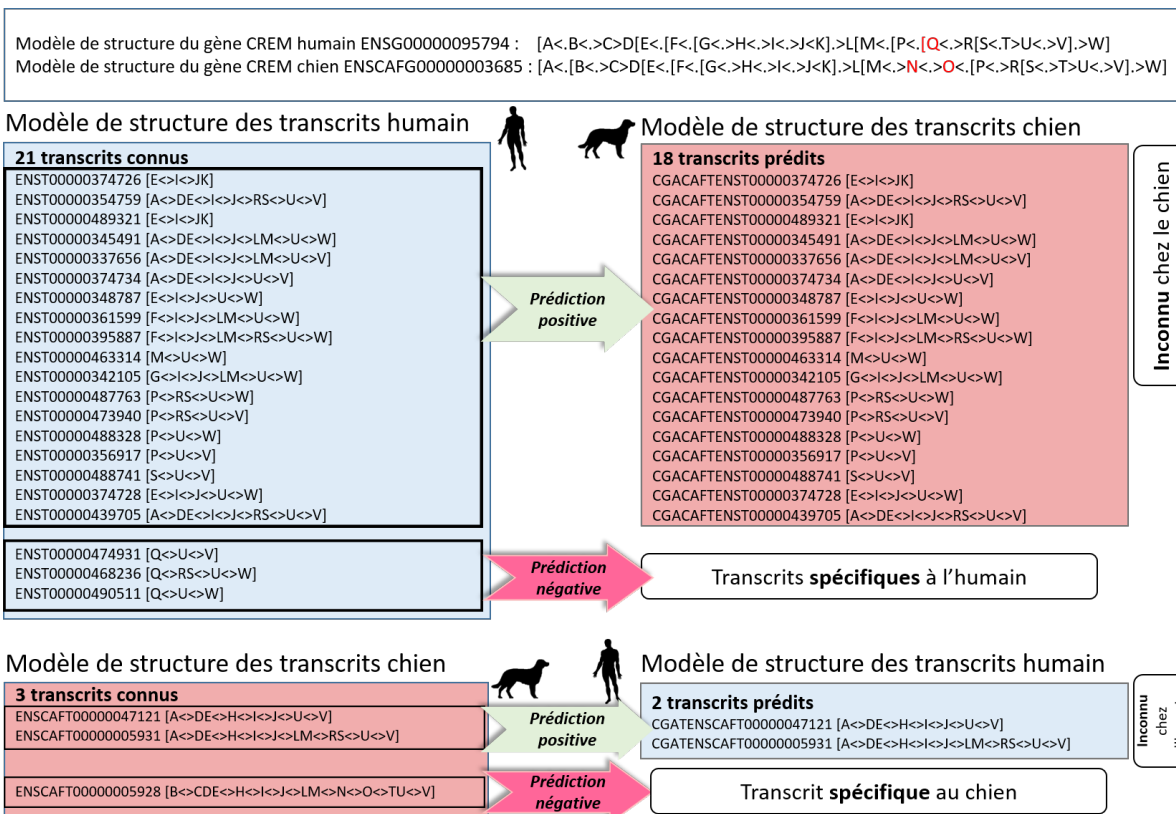 Modèle de structure du gène CREM humain ENSG00000095794 : [A<.B<.>C>D[E<.[F<.[G<.>H<.>I<.>J<K].>L[M<.[P<.[Q<.>R[S<.T>U<.>V].>W]
Modèle de structure du gène CREM chien ENSCAFG00000003685 : [A<.[B<.>C>D[E<.[F<.[G<.>H<.>I<.>J<K].>L[M<.>N<.>O<.[P<.>R[S<.>T>U<.>V].>W]
Modèle de structure des transcrits humain
Modèle de structure des transcrits chien
21 transcrits connus
ENST00000374726 [E<>I<>JK]
ENST00000354759 [A<>DE<>I<>J<>RS<>U<>V]
ENST00000489321 [E<>I<>JK]
ENST00000345491 [A<>DE<>I<>J<>LM<>U<>W]
ENST00000337656 [A<>DE<>I<>J<>LM<>U<>V]
ENST00000374734 [A<>DE<>I<>J<>U<>V]
ENST00000348787 [E<>I<>J<>U<>W]
ENST00000361599 [F<>I<>J<>LM<>U<>W]
ENST00000395887 [F<>I<>J<>LM<>RS<>U<>W]
ENST00000463314 [M<>U<>W]
ENST00000342105 [G<>I<>J<>LM<>U<>W]
ENST00000487763 [P<>RS<>U<>W]
ENST00000473940 [P<>RS<>U<>V]
ENST00000488328 [P<>U<>W]
ENST00000356917 [P<>U<>V]
ENST00000488741 [S<>U<>V]
ENST00000374728 [E<>I<>J<>U<>W]
ENST00000439705 [A<>DE<>I<>J<>RS<>U<>V]
ENST00000474931 [Q<>U<>V]
ENST00000468236 [Q<>RS<>U<>W]
ENST00000490511 [Q<>U<>W]
Prédiction
positive
Prédiction
négative
18 transcrits prédits
CGACAFTENST00000374726 [E<>I<>JK]
CGACAFTENST00000354759 [A<>DE<>I<>J<>RS<>U<>V]
CGACAFTENST00000489321 [E<>I<>JK]
CGACAFTENST00000345491 [A<>DE<>I<>J<>LM<>U<>W]
CGACAFTENST00000337656 [A<>DE<>I<>J<>LM<>U<>V]
CGACAFTENST00000374734 [A<>DE<>I<>J<>U<>V]
CGACAFTENST00000348787 [E<>I<>J<>U<>W]
CGACAFTENST00000361599 [F<>I<>J<>LM<>U<>W]
CGACAFTENST00000395887 [F<>I<>J<>LM<>RS<>U<>W]
CGACAFTENST00000463314 [M<>U<>W]
CGACAFTENST00000342105 [G<>I<>J<>LM<>U<>W]
CGACAFTENST00000487763 [P<>RS<>U<>W]
CGACAFTENST00000473940 [P<>RS<>U<>V]
CGACAFTENST00000488328 [P<>U<>W]
CGACAFTENST00000356917 [P<>U<>V]
CGACAFTENST00000488741 [S<>U<>V]
CGACAFTENST00000374728 [E<>I<>J<>U<>W]
CGACAFTENST00000439705 [A<>DE<>I<>J<>RS<>U<>V]
Inconnu chez le chien
Transcrits spécifiques à l'humain
Modèle de structure des transcrits chien
Modèle de structure des transcrits humain
3 transcrits connus
ENSCAFT00000047121 [A<>DE<>H<>I<>J<>U<>V]
ENSCAFT00000005931 [A<>DE<>H<>I<>J<>LM<>RS<>U<>V]
ENSCAFT00000005928 [B<>CDE<>H<>I<>J<>LM<>N<>O<>TU<>V]
Prédiction
positive
Prédiction
négative
2 transcrits prédits
CGATENSCAFT00000047121 [A<>DE<>H<>I<>J<>U<>V]
CGATENSCAFT00000005931 [A<>DE<>H<>I<>J<>LM<>RS<>U<>V]
Inconnu
chez
Transcrit spécifique au chien